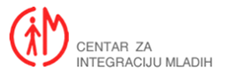 CENTAR ZA
INTEGRACIJU MLADIH